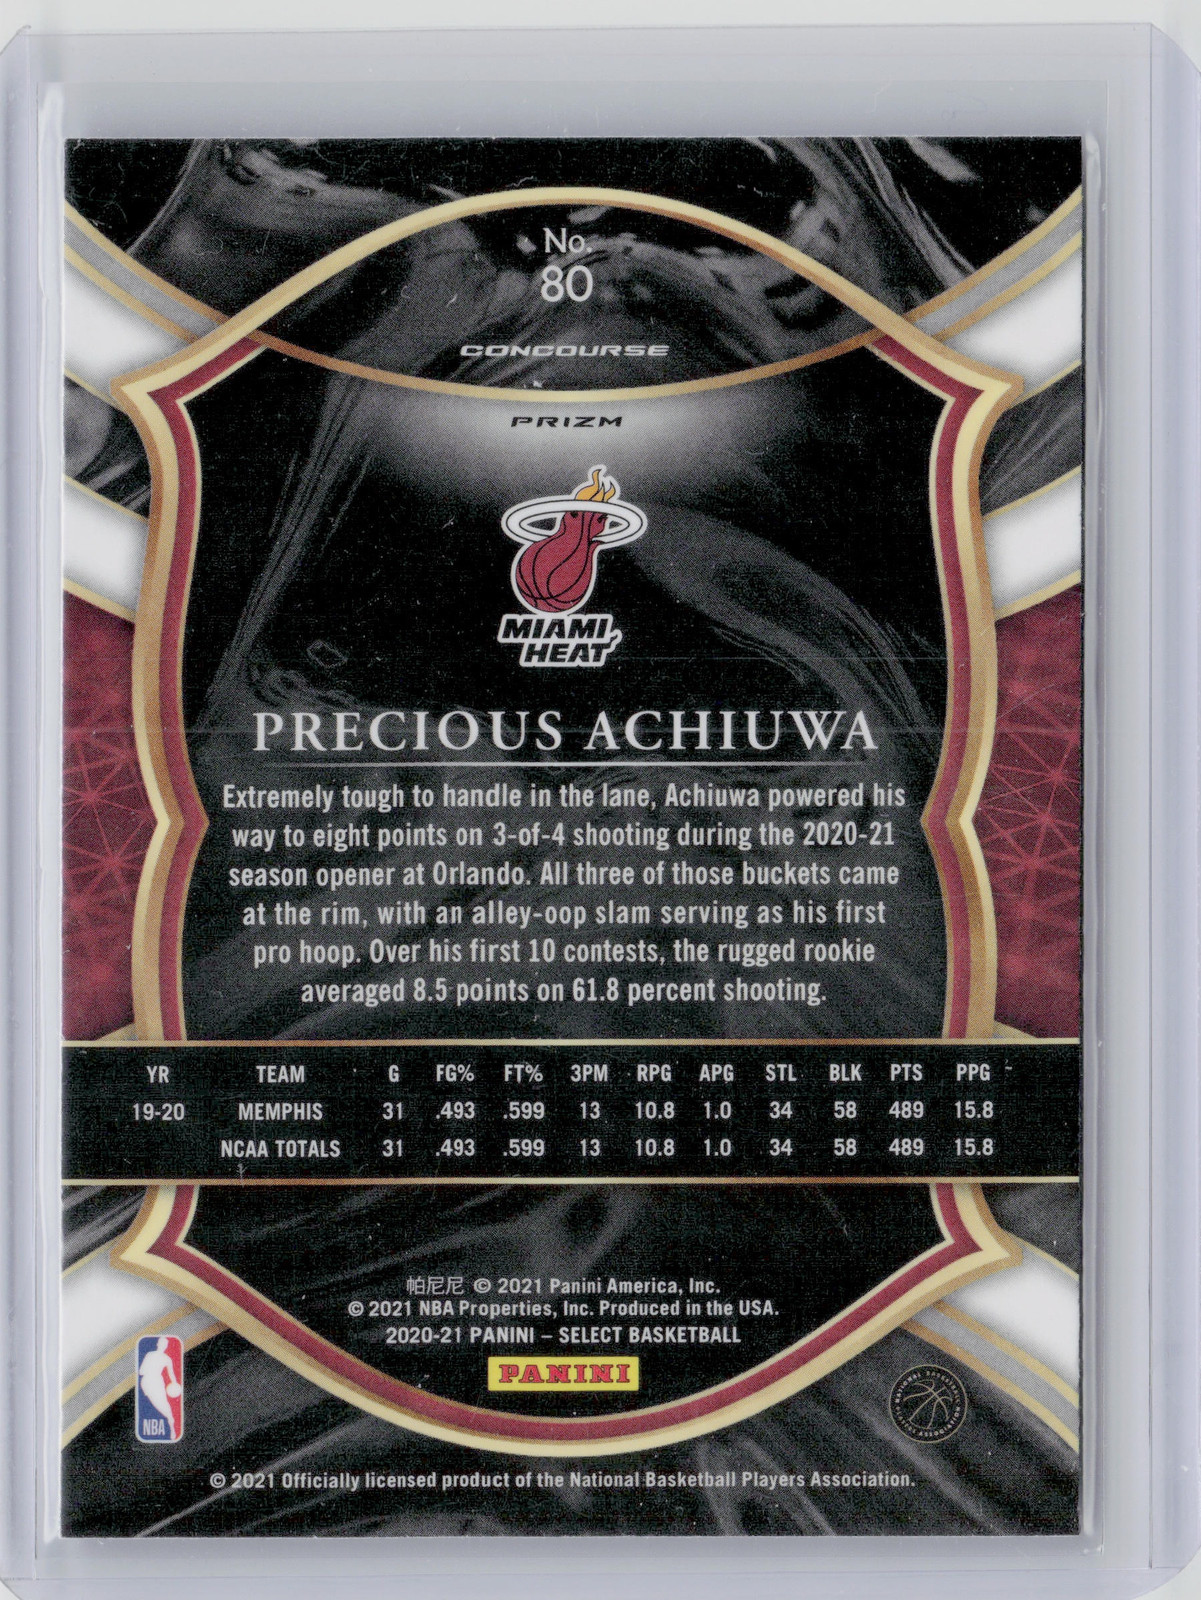 No.
80
CONCOURSE
PRIZM
MIAMI
HEAT
PRECIOUS ACHIUWA
Extremely tough to handle in the lane, Achiuwa powered his
way to eight points on 3-of-4 shooting during the 2020-21
season opener at Orlando. All three of those buckets came
at the rim, with an alley-oop slam serving as his first
pro hoop. Over his first 10 contests, the rugged rookie
averaged 8.5 points on 61.8 percent shooting.
YR TEAM G FG% FT% 3PM RPG APG STL BLK PTS PPG
19-20 MEMPHIS 31 .493 .599 13 10.8 1.0 34 58 489 15.8
NCAA TOTALS 31 .493 .599 13 10.8 1.0 34 58 489 15.8
帕尼尼 © 2021 Panini America, Inc.
© 2021 NBA Properties, Inc. Produced in the USA.
2020-21 PANINI – SELECT BASKETBALL
PANINI
NBA
NATIONAL BASKETBALL PLAYERS ASSOCIATION
© 2021 Officially licensed product of the National Basketball Players Association.